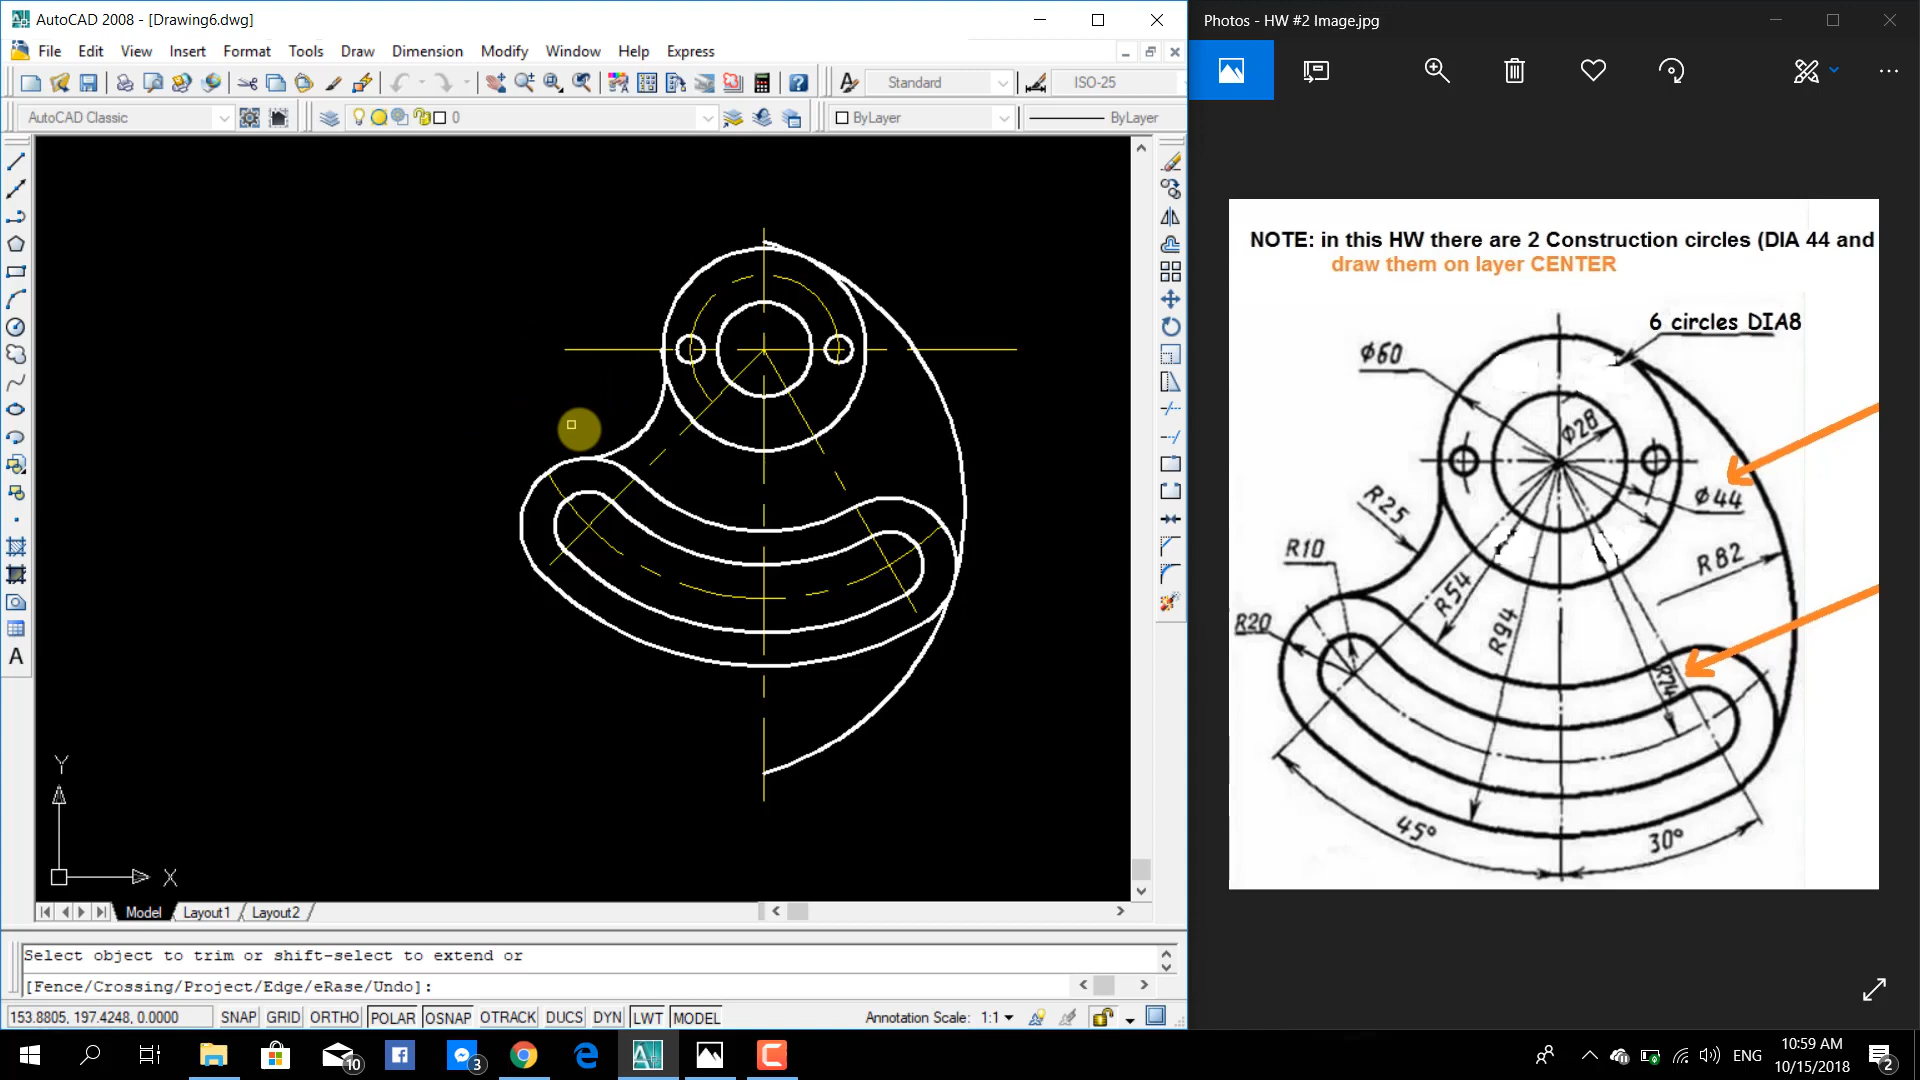 AutoCAD 2008 - [Drawing6.dwg]
File Edit View Insert Format Tools Draw Dimension Modify Window Help Express
Standard
ISO-25
AutoCAD Classic
0
ByLayer
ByLayer
A
Y
X
Model
Layout1
Layout2
Select object to trim or shift-select to extend or
[Fence/Crossing/Project/Edge/eRase/Undo]:
153.8805, 197.4248, 0.0000
SNAP GRID ORTHO POLAR OSNAP OTRACK DUCS DYN LWT MODEL
Annotation Scale: 1:1
Photos - HW #2 Image.jpg
NOTE: in this HW there are 2 Construction circles (DIA 44 and
draw them on layer CENTER
6 circles DIA8
Φ60
Φ28
Φ44
R25
R10
R82
R54
R20
R94
R74
45°
30°
10
3
ENG
10:59 AM
10/15/2018
2